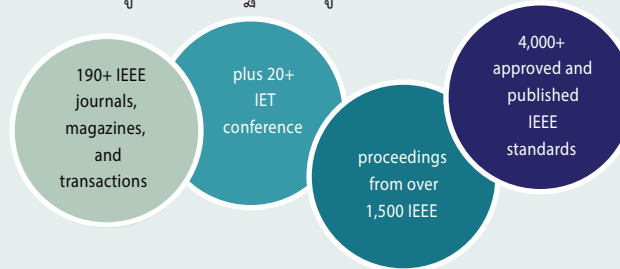 190+ IEEE
journals,
magazines,
and
transactions
plus 20+
IET
conference
proceedings
from over
1,500 IEEE
4,000+
approved and
published
IEEE
standards